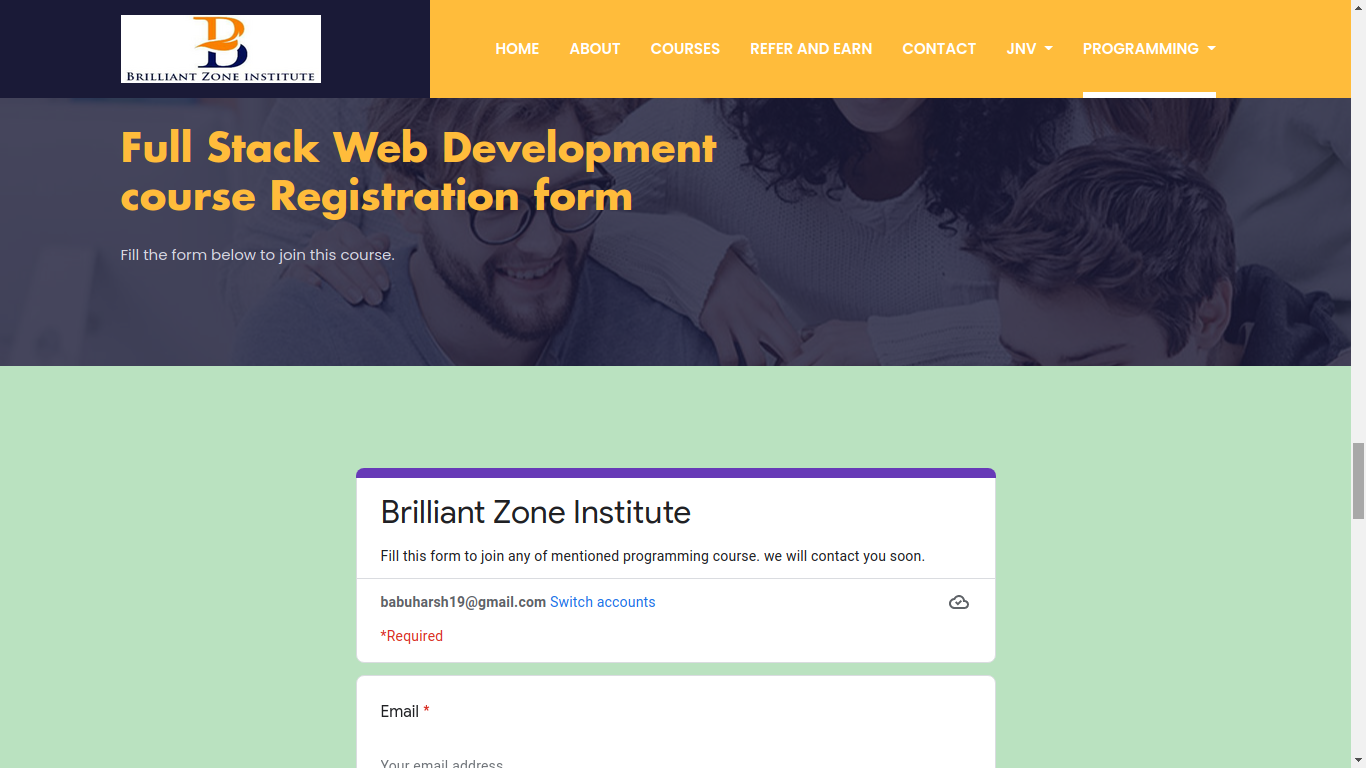 BRILLIANT ZONE INSTITUTE
HOME ABOUT COURSES REFER AND EARN CONTACT JNV PROGRAMMING
Full Stack Web Development
course Registration form
Fill the form below to join this course.
Brilliant Zone Institute
Fill this form to join any of mentioned programming course. we will contact you soon.
babuharsh19@gmail.com Switch accounts
*Required
Email *
Your email address